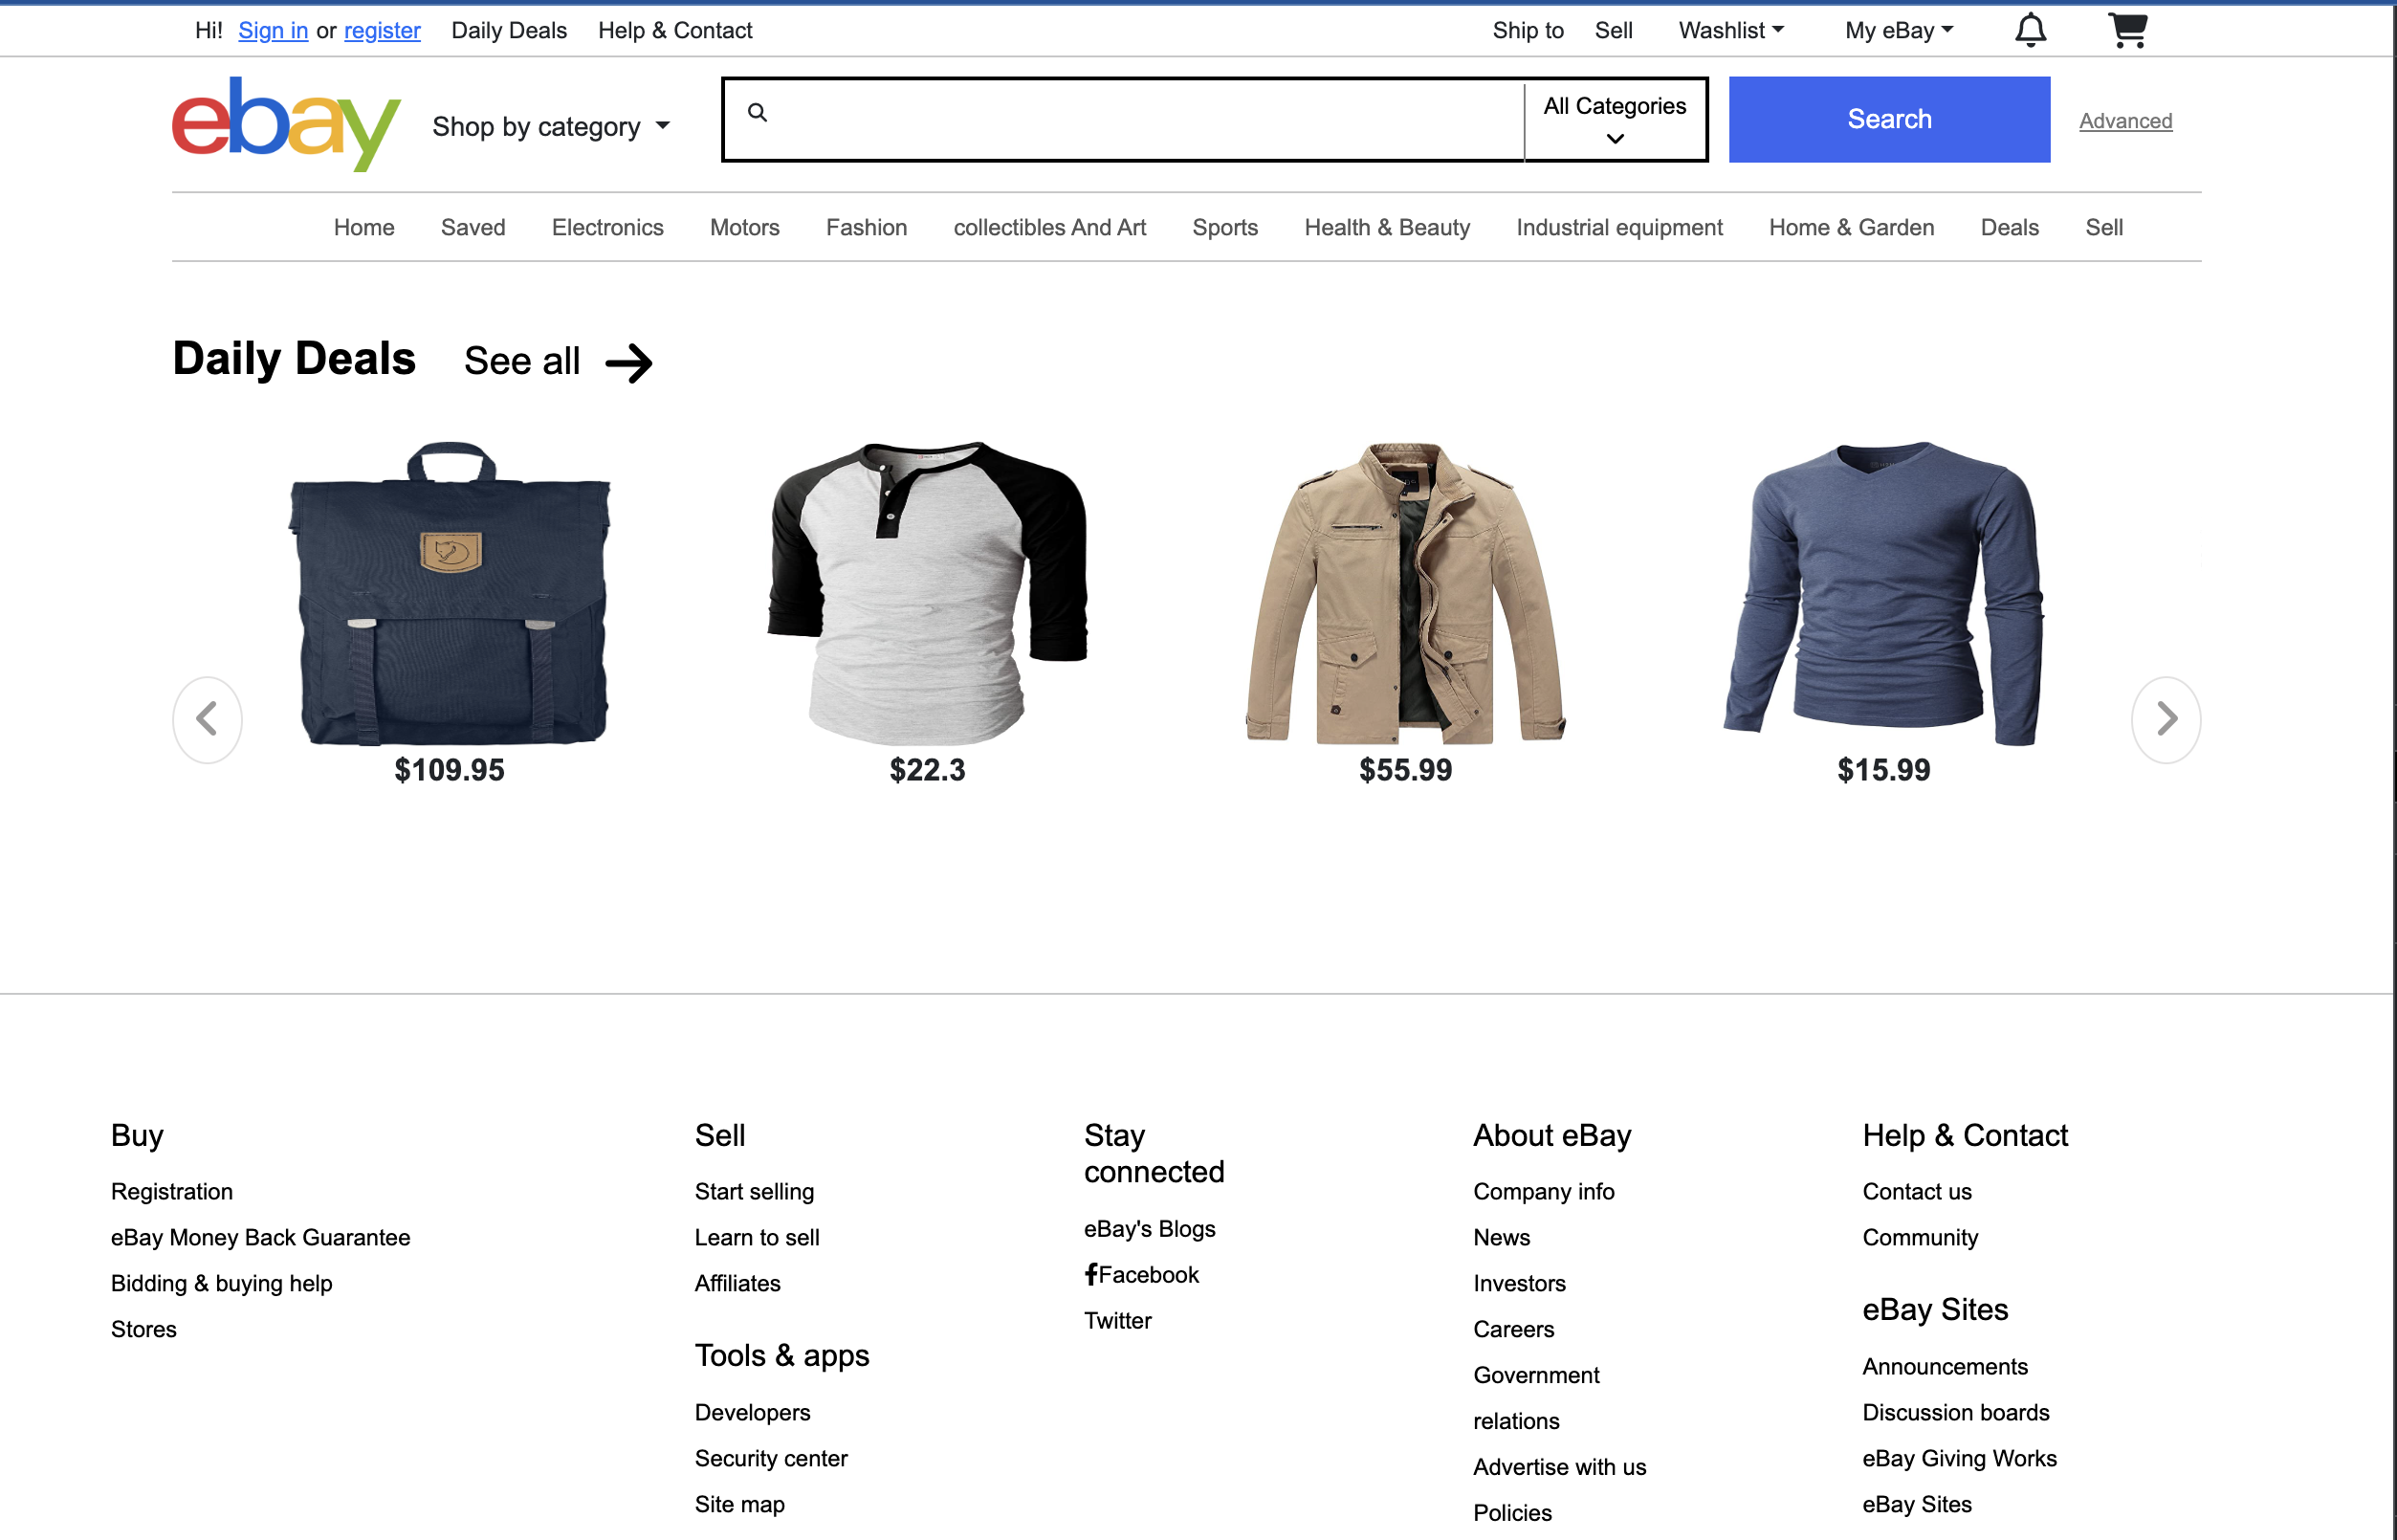 Hi! Sign in or register Daily Deals Help & Contact Ship to Sell Washlist My eBay
ebay Shop by category All Categories Search Advanced
Home Saved Electronics Motors Fashion collectibles And Art Sports Health & Beauty Industrial equipment Home & Garden Deals Sell
Daily Deals See all
$109.95 $22.3 $55.99 $15.99
Buy
Registration
eBay Money Back Guarantee
Bidding & buying help
Stores
Sell
Start selling
Learn to sell
Affiliates
Tools & apps
Developers
Security center
Site map
Stay
connected
eBay's Blogs
Facebook
Twitter
About eBay
Company info
News
Investors
Careers
Government
relations
Advertise with us
Policies
Help & Contact
Contact us
Community
eBay Sites
Announcements
Discussion boards
eBay Giving Works
eBay Sites